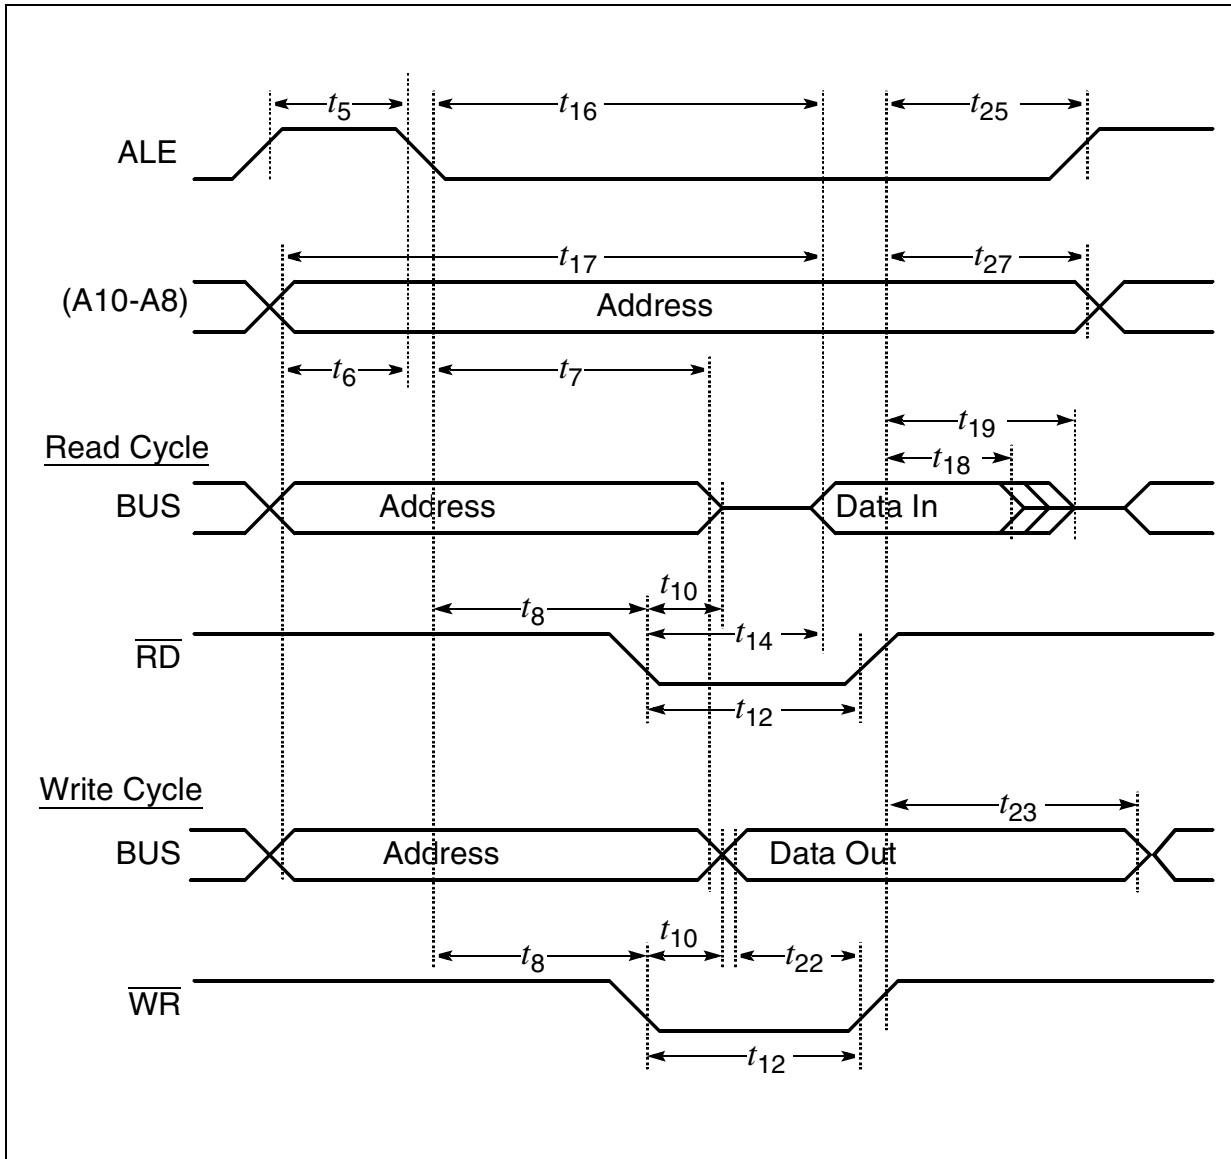 t5 t16 t25
ALE
t17 t27
(A10-A8) Address
t6 t7
t19
Read Cycle
t18
BUS Address Data In
t10
t8
t14
RD
t12
Write Cycle
t23
BUS Address Data Out
t10
t8 t22
WR
t12